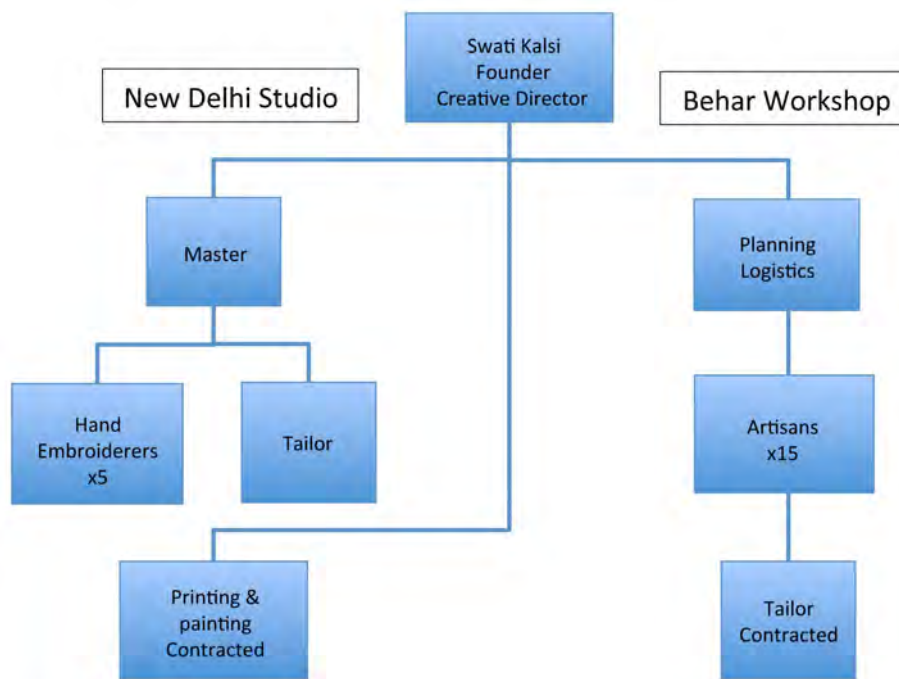 Swati Kalsi
Founder
Creative Director
New Delhi Studio
Behar Workshop
Master
Planning
Logistics
Hand
Embroiderers
x5
Tailor
Artisans
x15
Printing &
painting
Contracted
Tailor
Contracted